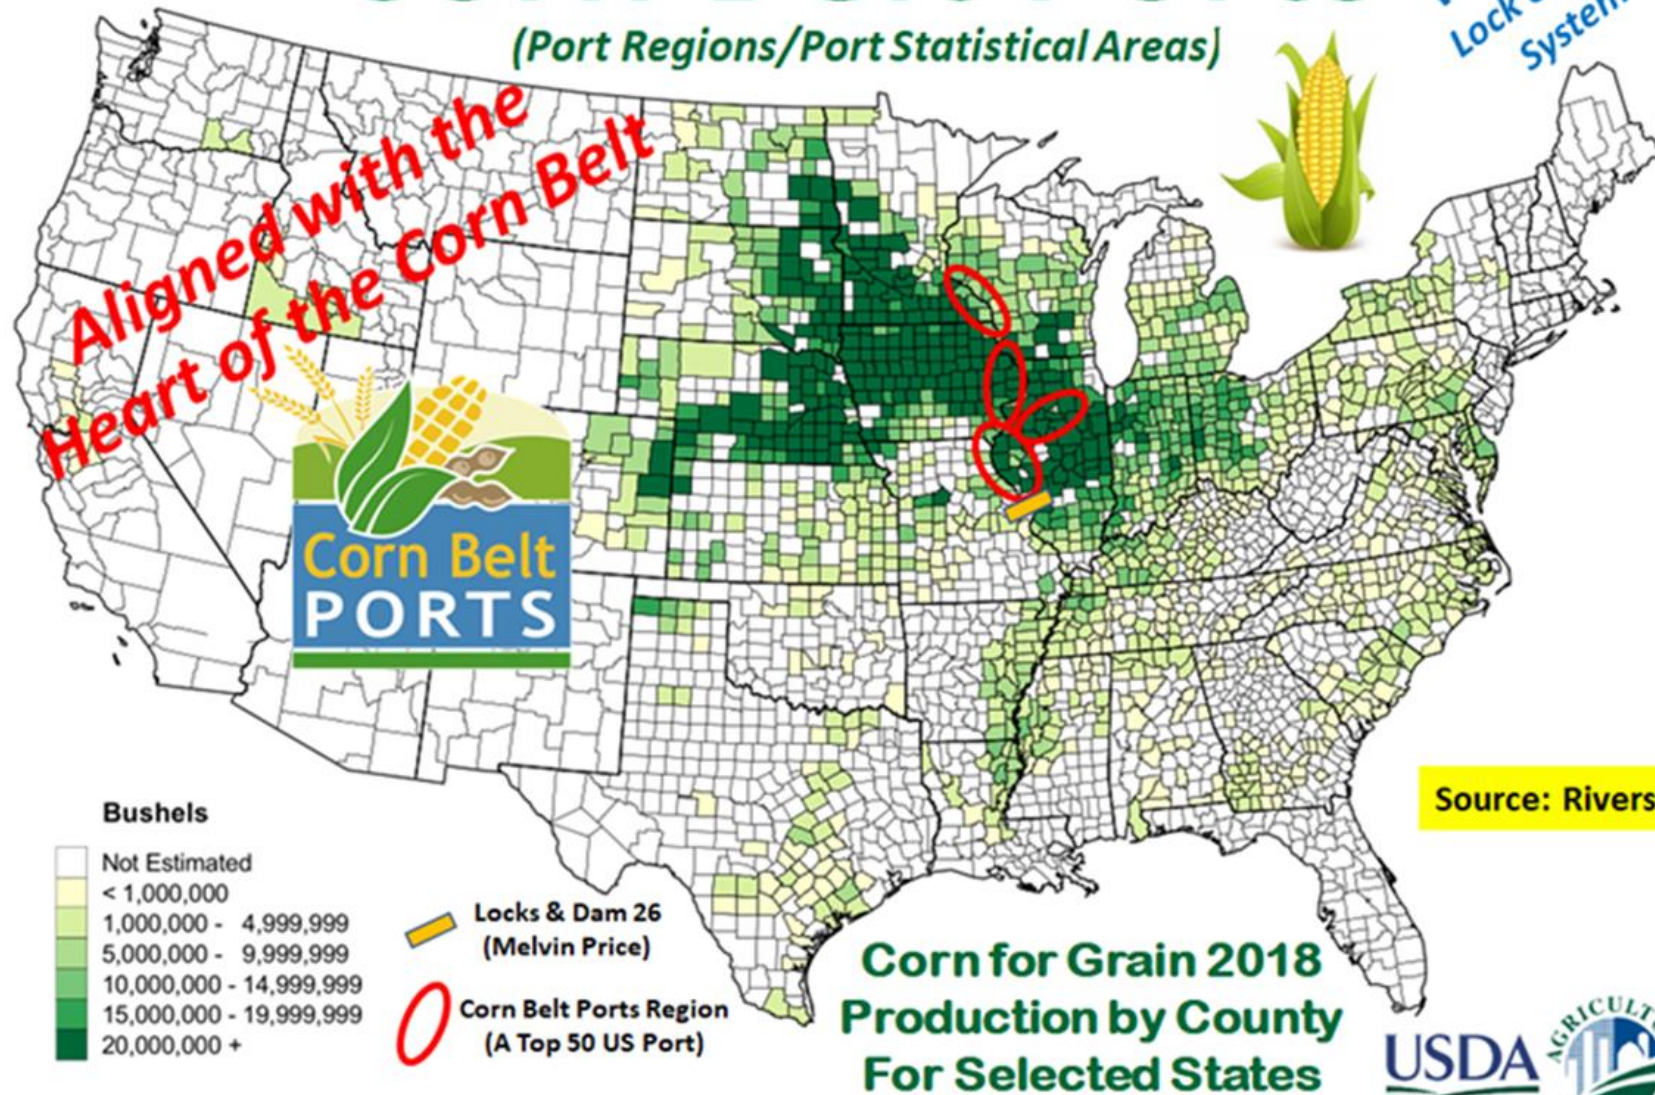 (Port Regions/Port Statistical Areas)
Lock
System
Aligned with the
Heart of the Corn Belt
Corn Belt
PORTS
Source: Rivers
Bushels
Not Estimated
< 1,000,000
1,000,000 - 4,999,999
5,000,000 - 9,999,999
10,000,000 - 14,999,999
15,000,000 - 19,999,999
20,000,000 +
Locks & Dam 26
(Melvin Price)
Corn Belt Ports Region
(A Top 50 US Port)
Corn for Grain 2018
Production by County
For Selected States
USDA
AGRICULT